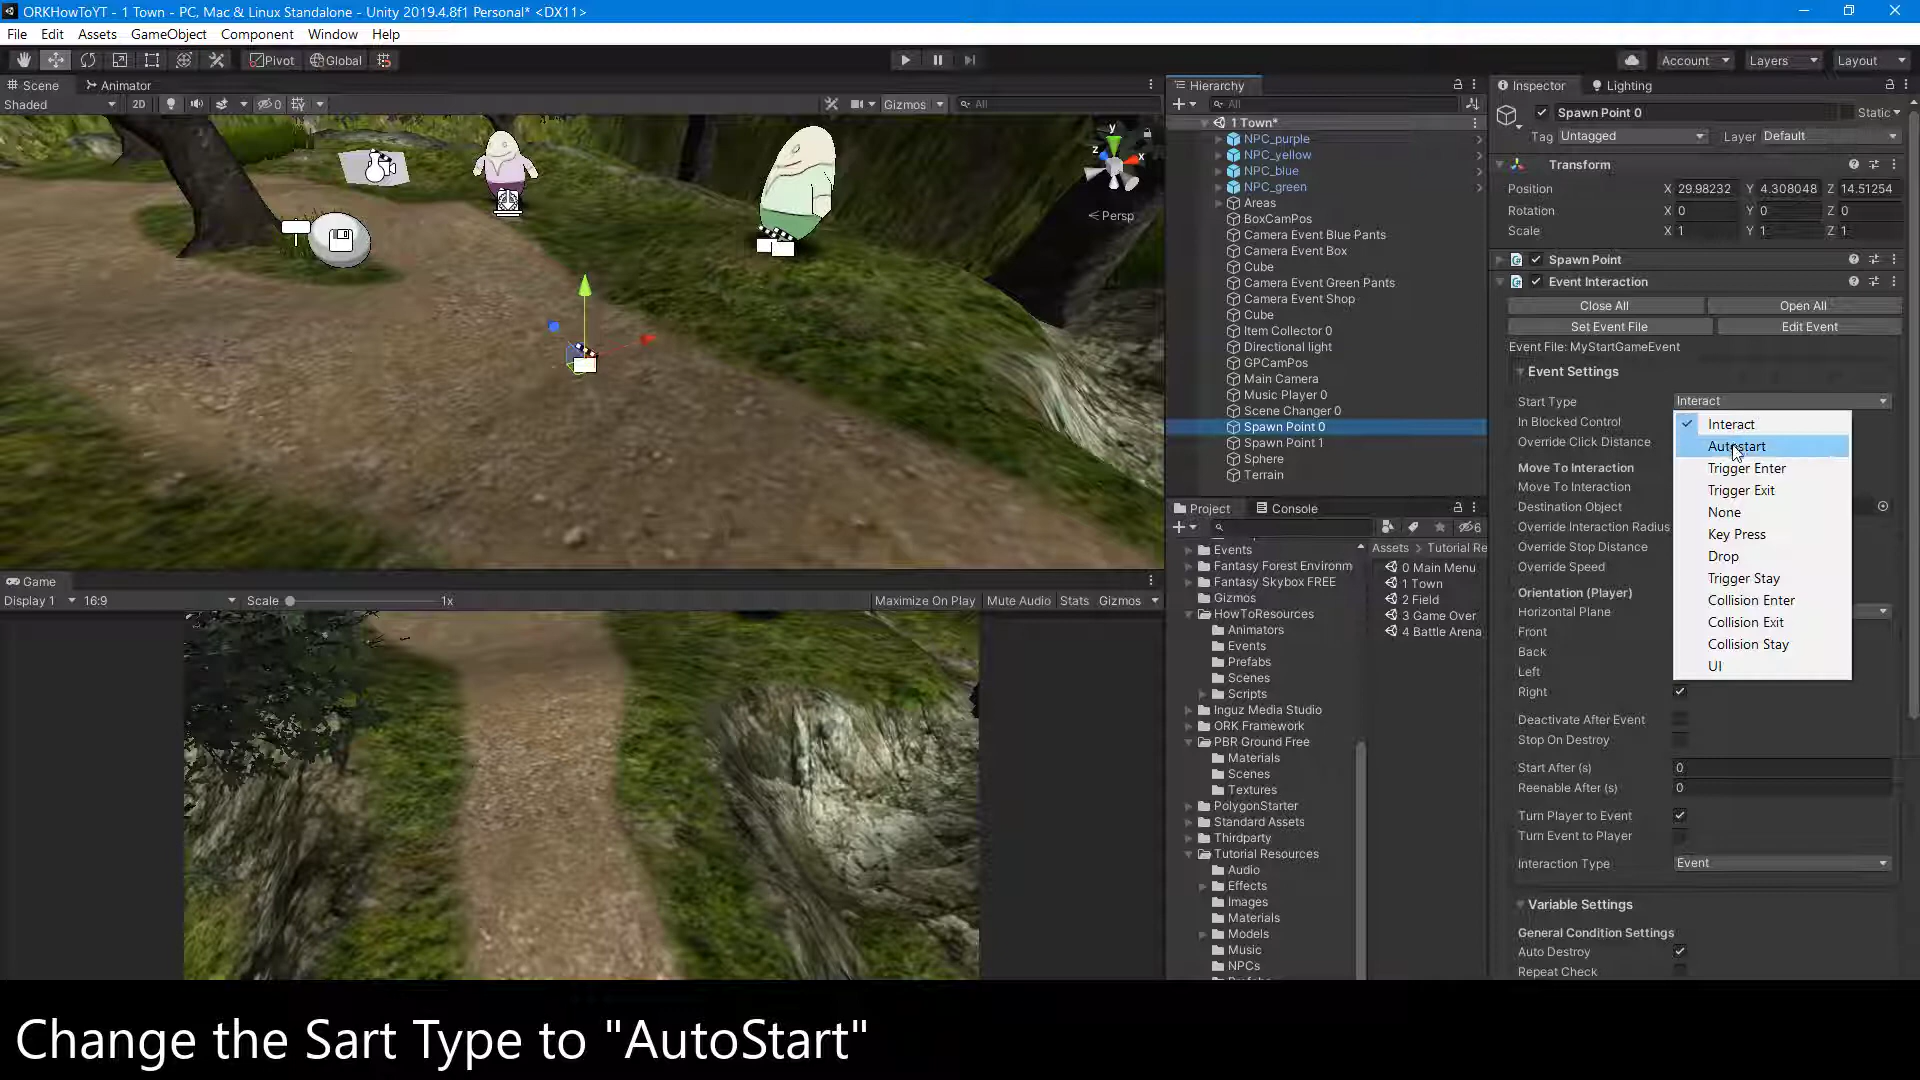 ORKHowToYT - 1 Town - PC, Mac & Linux Standalone - Unity 2019.4.8f1 Personal* <DX11>
File Edit Assets GameObject Component Window Help
Pivot Global Account Layers Layout
Scene Animator
Shaded 2D 0 Gizmos All
y
z x
Persp
Game
Display 1 16:9 Scale 1x Maximize On Play Mute Audio Stats Gizmos
Hierarchy
All
1 Town*
NPC_purple
NPC_yellow
NPC_blue
NPC_green
Areas
BoxCamPos
Camera Event Blue Pants
Camera Event Box
Cube
Camera Event Green Pants
Camera Event Shop
Cube
Item Collector 0
Directional light
GPCamPos
Main Camera
Music Player 0
Scene Changer 0
Spawn Point 0
Spawn Point 1
Sphere
Terrain
Project Console
6
Events
Fantasy Forest Environm
Fantasy Skybox FREE
Gizmos
HowToResources
Animators
Events
Prefabs
Scenes
Scripts
Inguz Media Studio
ORK Framework
PBR Ground Free
Materials
Scenes
Textures
PolygonStarter
Standard Assets
Thirdparty
Tutorial Resources
Audio
Effects
Images
Materials
Models
Music
NPCs
Assets > Tutorial Re
0 Main Menu
1 Town
2 Field
3 Game Over
4 Battle Arena
Inspector Lighting
Spawn Point 0 Static
Tag Untagged Layer Default
Transform
Position X 29.98232 Y 4.308048 Z 14.51254
Rotation X 0 Y 0 Z 0
Scale X 1 Y 1 Z 1
Spawn Point
Event Interaction
Close All Open All
Set Event File Edit Event
Event File: MyStartGameEvent
Event Settings
Start Type Interact
In Blocked Control
Override Click Distance
Move To Interaction
Move To Interaction
Destination Object
Override Interaction Radius
Override Stop Distance
Override Speed
Orientation (Player)
Horizontal Plane
Front
Back
Left
Right
Interact
Autostart
Trigger Enter
Trigger Exit
None
Key Press
Drop
Trigger Stay
Collision Enter
Collision Exit
Collision Stay
UI
Deactivate After Event
Stop On Destroy
Start After (s) 0
Reenable After (s) 0
Turn Player to Event
Turn Event to Player
Interaction Type Event
Variable Settings
General Condition Settings
Auto Destroy
Repeat Check
Change the Sart Type to "AutoStart"